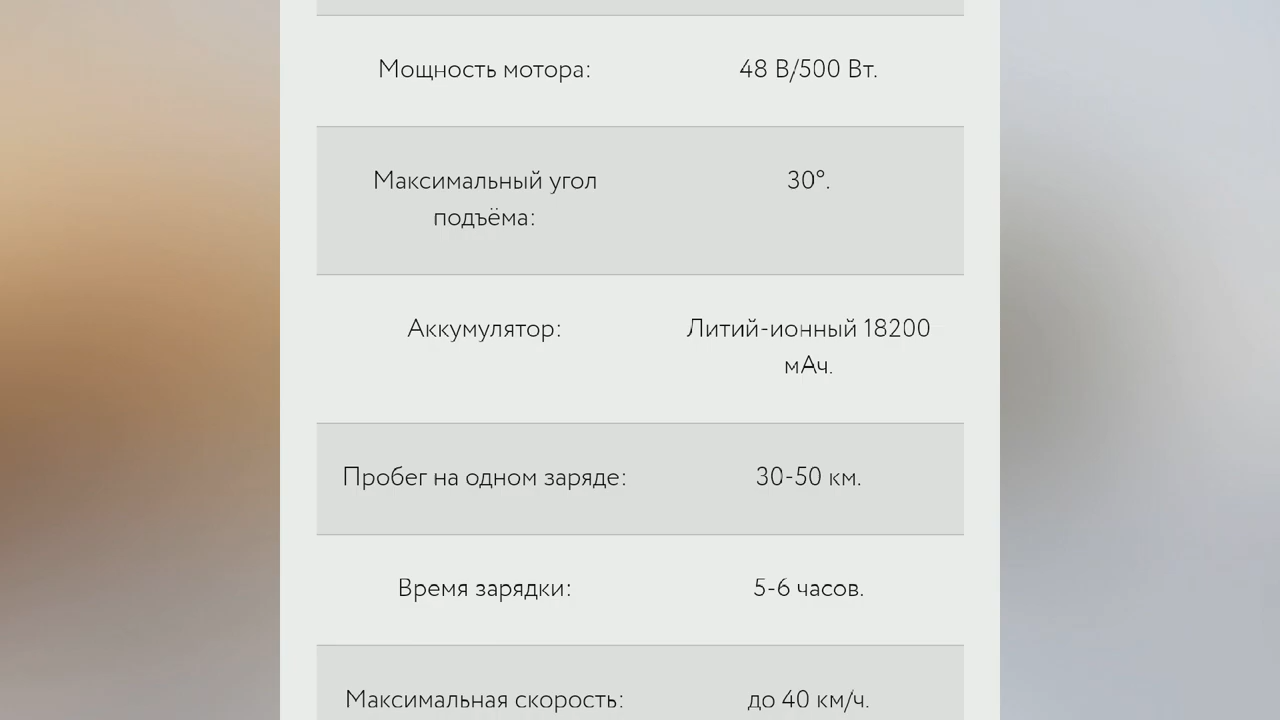 Мощность мотора: 48 В/500 Вт.
Максимальный угол 30°.
подъёма:
Аккумулятор: Литий-ионный 18200
мАч.
Пробег на одном заряде: 30-50 км.
Время зарядки: 5-6 часов.
Максимальная скорость: до 40 км/ч.